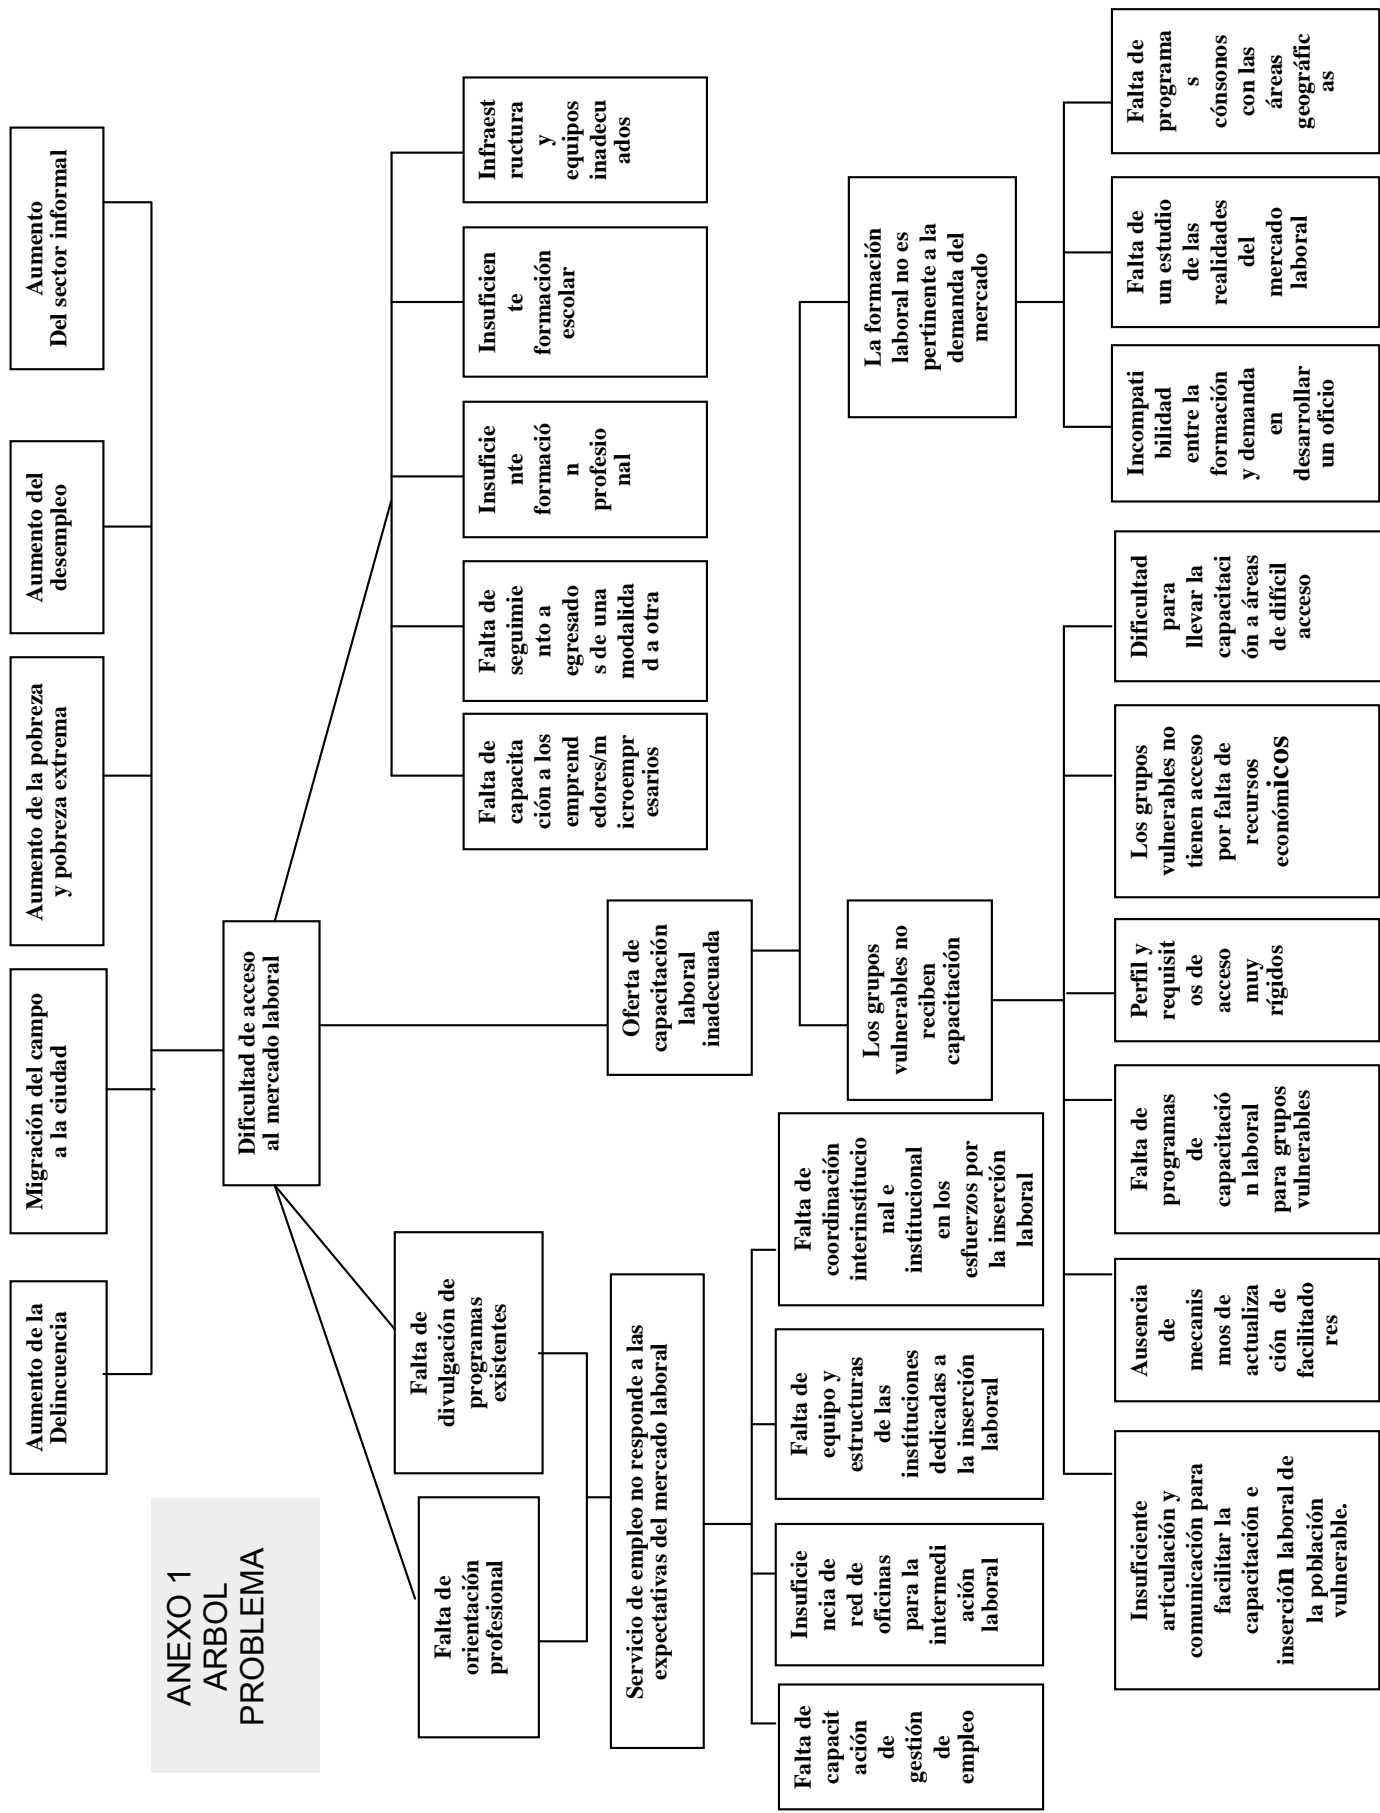 ANEXO 1
ARBOL
PROBLEMA
Aumento de la
Delincuencia
Migración del campo
a la ciudad
Aumento de la pobreza
y pobreza extrema
Aumento del
desempleo
Aumento
Del sector informal
Dificultad de acceso
al mercado laboral
Falta de
orientación
profesional
Falta de
divulgación de
programas
existentes
Falta de
capacita
ción a los
emprend
edores/m
icroempr
esarios
Falta de
seguimie
nto a
egresado
s de una
modalida
d a otra
Insuficie
nte
formació
n
profesio
nal
Insuficien
te
formación
escolar
Infraest
ructura
y
equipos
inadecu
ados
Servicio de empleo no responde a las
expectativas del mercado laboral
Oferta de
capacitación
laboral
inadecuada
Falta de
capacit
ación
de
gestión
de
empleo
Insuficie
ncia de
red de
oficinas
para la
intermedi
ación
laboral
Falta de
equipo y
estructuras
de las
instituciones
dedicadas a
la inserción
laboral
Falta de
coordinación
interinstitucio
nal e
institucional
en los
esfuerzos por
la inserción
laboral
Los grupos
vulnerables no
reciben
capacitación
La formación
laboral no es
pertinente a la
demanda del
mercado
Insuficiente
articulación y
comunicación para
facilitar la
capacitación e
inserción laboral de
la población
vulnerable.
Ausencia
de
mecanis
mos de
actualiza
ción de
facilitado
res
Falta de
programas
de
capacitació
n laboral
para grupos
vulnerables
Perfil y
requisit
os de
acceso
muy
rígidos
Los grupos
vulnerables no
tienen acceso
por falta de
recursos
económicos
Dificultad
para
llevar la
capacitaci
ón a áreas
de difícil
acceso
Incompati
bilidad
entre la
formación
y demanda
en
desarrollar
un oficio
Falta de
un estudio
de las
realidades
del
mercado
laboral
Falta de
programa
s
cónsonos
con las
áreas
geográfic
as